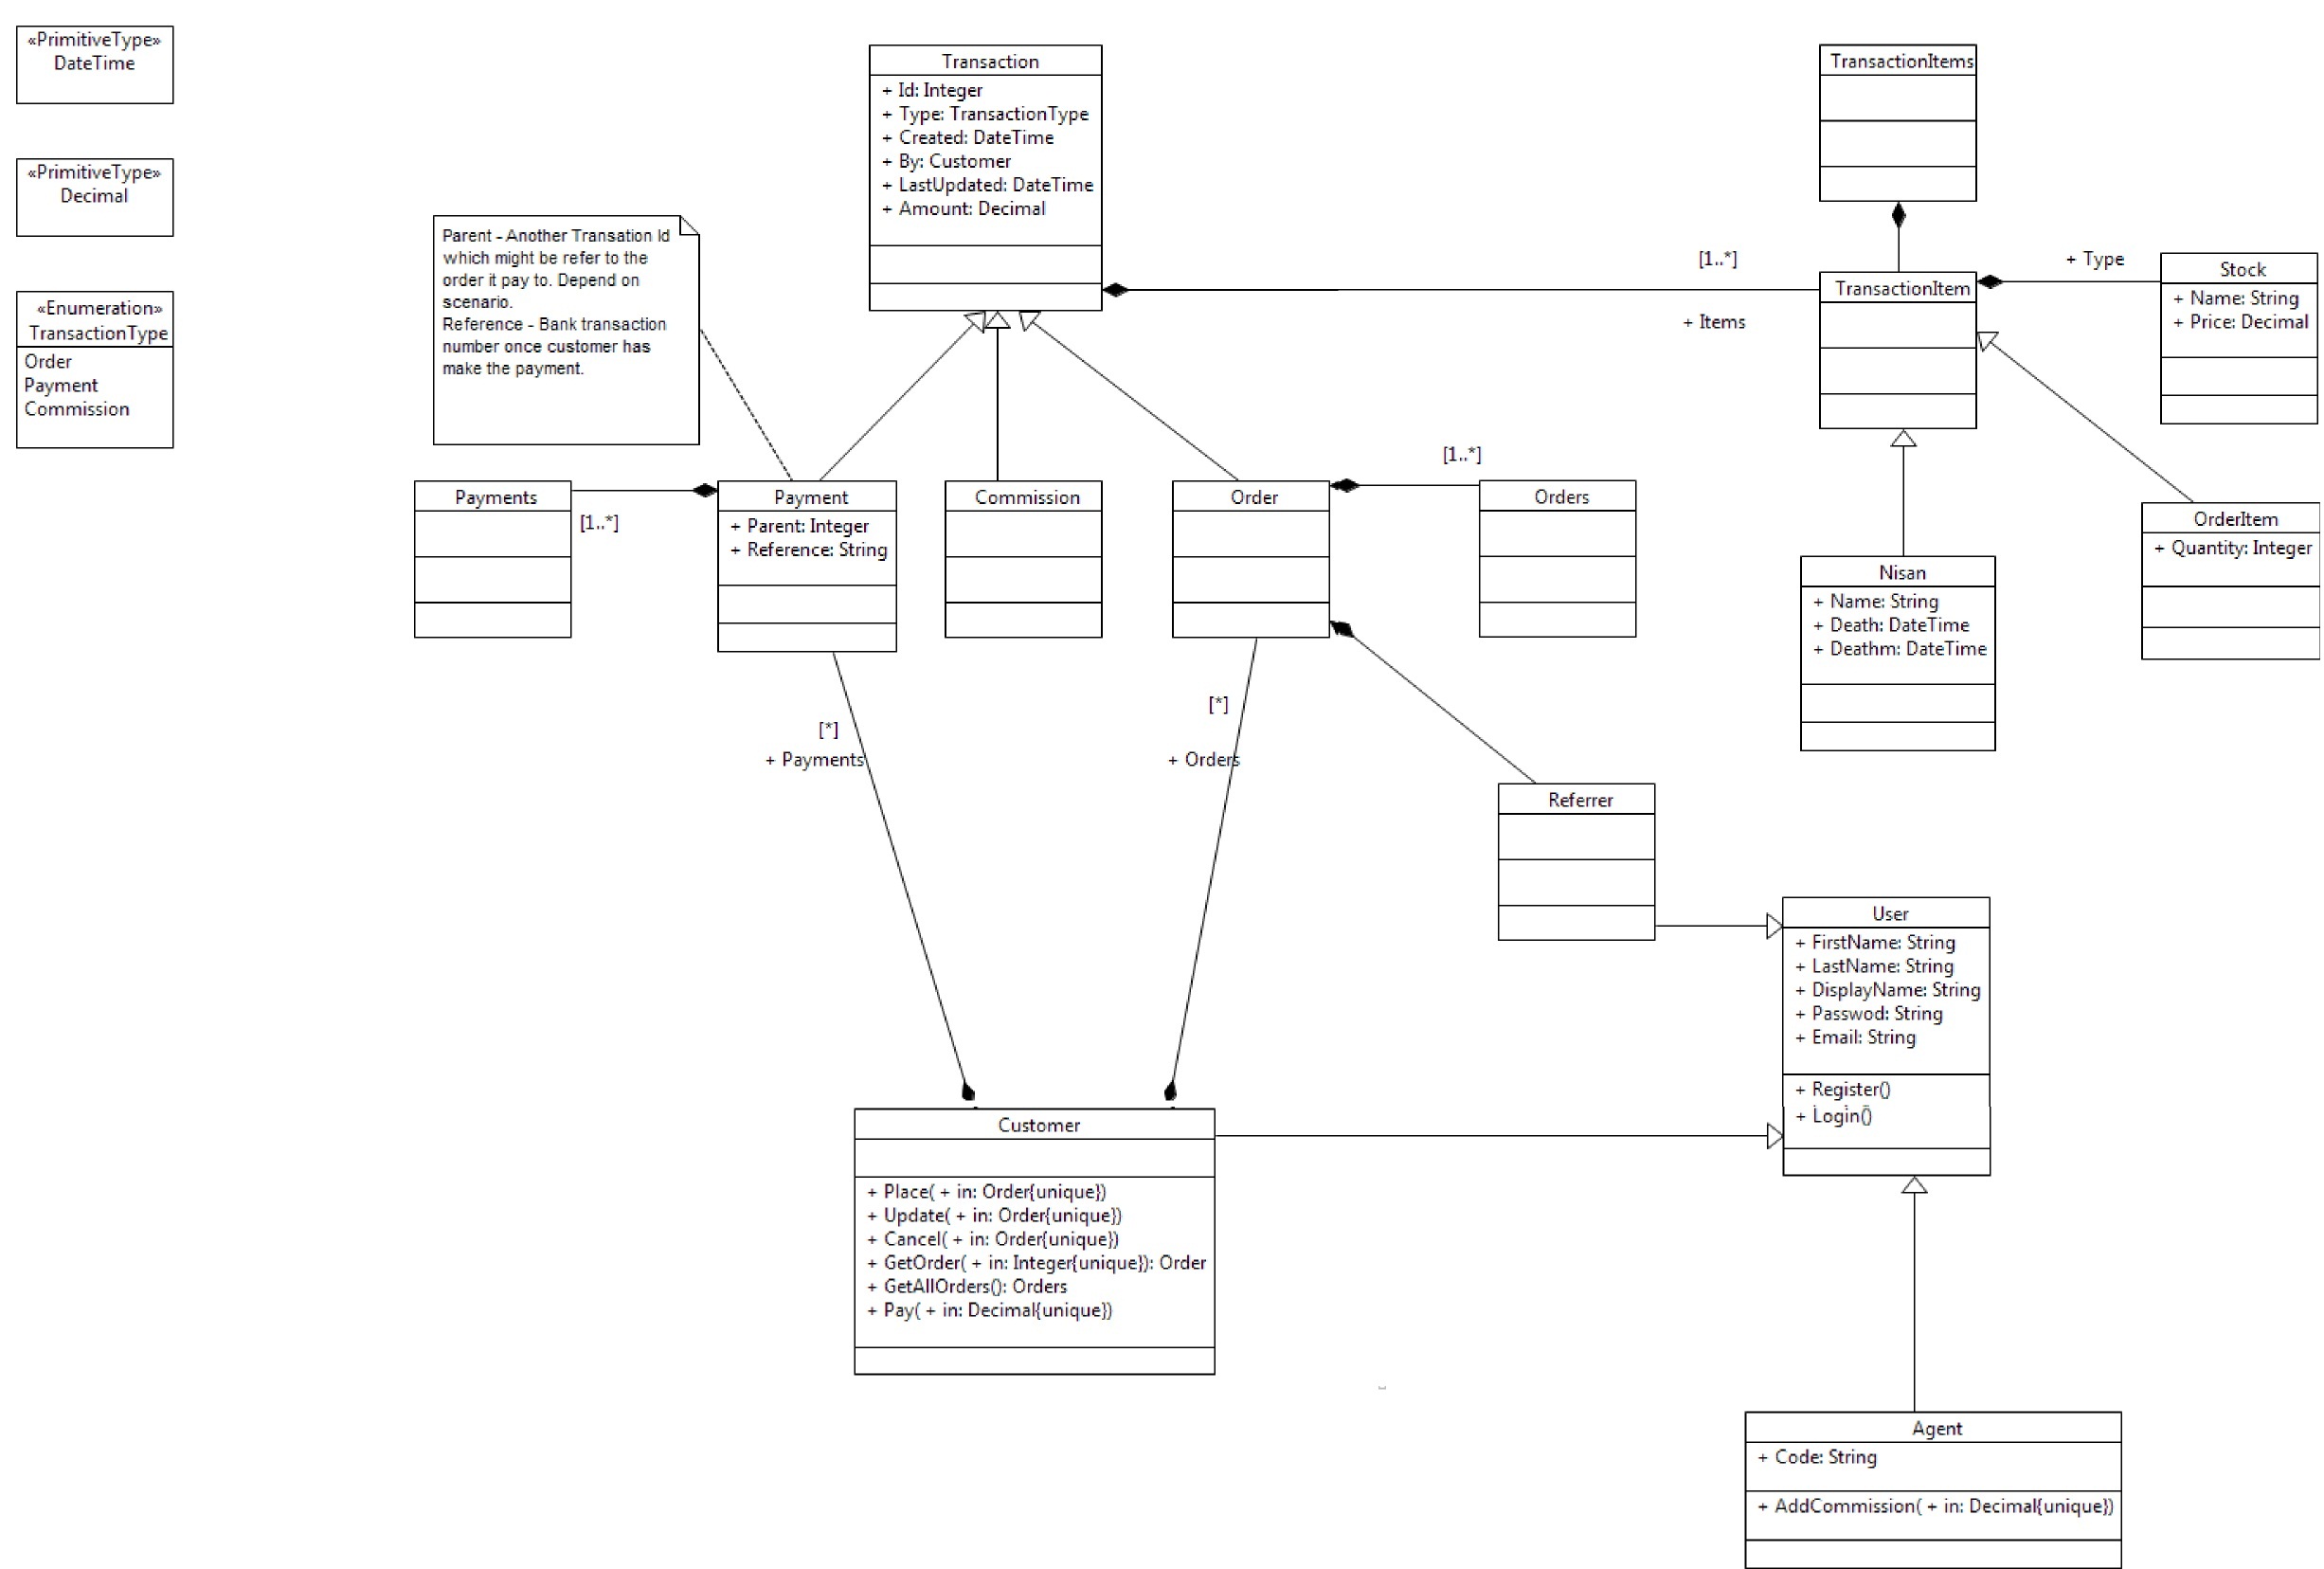 «PrimitiveType»
DateTime
«PrimitiveType»
Decimal
«Enumeration»
TransactionType
Order
Payment
Commission
Parent - Another Transation Id
which might be refer to the
order it pay to. Depend on
scenario.
Reference - Bank transaction
number once customer has
make the payment.
Transaction
+ Id: Integer
+ Type: TransactionType
+ Created: DateTime
+ By: Customer
+ LastUpdated: DateTime
+ Amount: Decimal
TransactionItems
[1..*]
+ Items
TransactionItem
+ Type
Stock
+ Name: String
+ Price: Decimal
Payments
[1..*]
Payment
+ Parent: Integer
+ Reference: String
Commission
Order
[1..*]
Orders
Nisan
+ Name: String
+ Death: DateTime
+ Deathm: DateTime
OrderItem
+ Quantity: Integer
[*]
+ Payments
[*]
+ Orders
Referrer
User
+ FirstName: String
+ LastName: String
+ DisplayName: String
+ Passwod: String
+ Email: String
+ Register()
+ Login()
Customer
+ Place( + in: Order{unique})
+ Update( + in: Order{unique})
+ Cancel( + in: Order{unique})
+ GetOrder( + in: Integer{unique}): Order
+ GetAllOrders(): Orders
+ Pay( + in: Decimal{unique})
Agent
+ Code: String
+ AddCommission( + in: Decimal{unique})